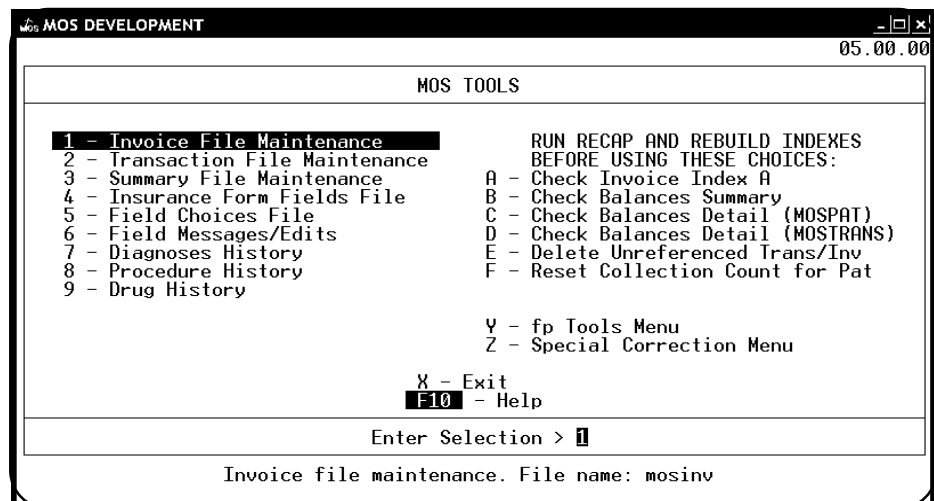 Mos MOS DEVELOPMENT
05.00.00
MOS TOOLS
1 - Invoice File Maintenance
2 - Transaction File Maintenance
3 - Summary File Maintenance
4 - Insurance Form Fields File
5 - Field Choices File
6 - Field Messages/Edits
7 - Diagnoses History
8 - Procedure History
9 - Drug History
RUN RECAP AND REBUILD INDEXES
BEFORE USING THESE CHOICES:
A - Check Invoice Index A
B - Check Balances Summary
C - Check Balances Detail (MOSPAT)
D - Check Balances Detail (MOSTRANS)
E - Delete Unreferenced Trans/Inv
F - Reset Collection Count for Pat
Y - fp Tools Menu
Z - Special Correction Menu
X - Exit
F10 - Help
Enter Selection > 1
Invoice file maintenance. File name: mosinv